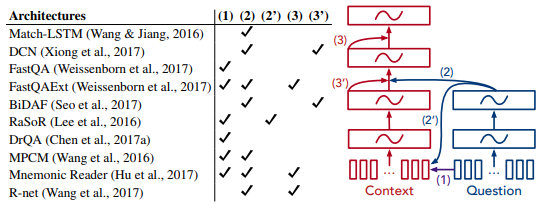 Architectures (1) (2) (2') (3) (3')
Match-LSTM (Wang & Jiang, 2016) ✓
DCN (Xiong et al., 2017) ✓ ✓
FastQA (Weissenborn et al., 2017) ✓
FastQAExt (Weissenborn et al., 2017) ✓ ✓ ✓
BiDAF (Seo et al., 2017) ✓ ✓
RaSoR (Lee et al., 2016) ✓ ✓
DrQA (Chen et al., 2017a) ✓
MPCM (Wang et al., 2016) ✓ ✓
Mnemonic Reader (Hu et al., 2017) ✓ ✓ ✓
R-net (Wang et al., 2017) ✓ ✓
(3)
(2)
(3')
(2')
(1)
Context
Question